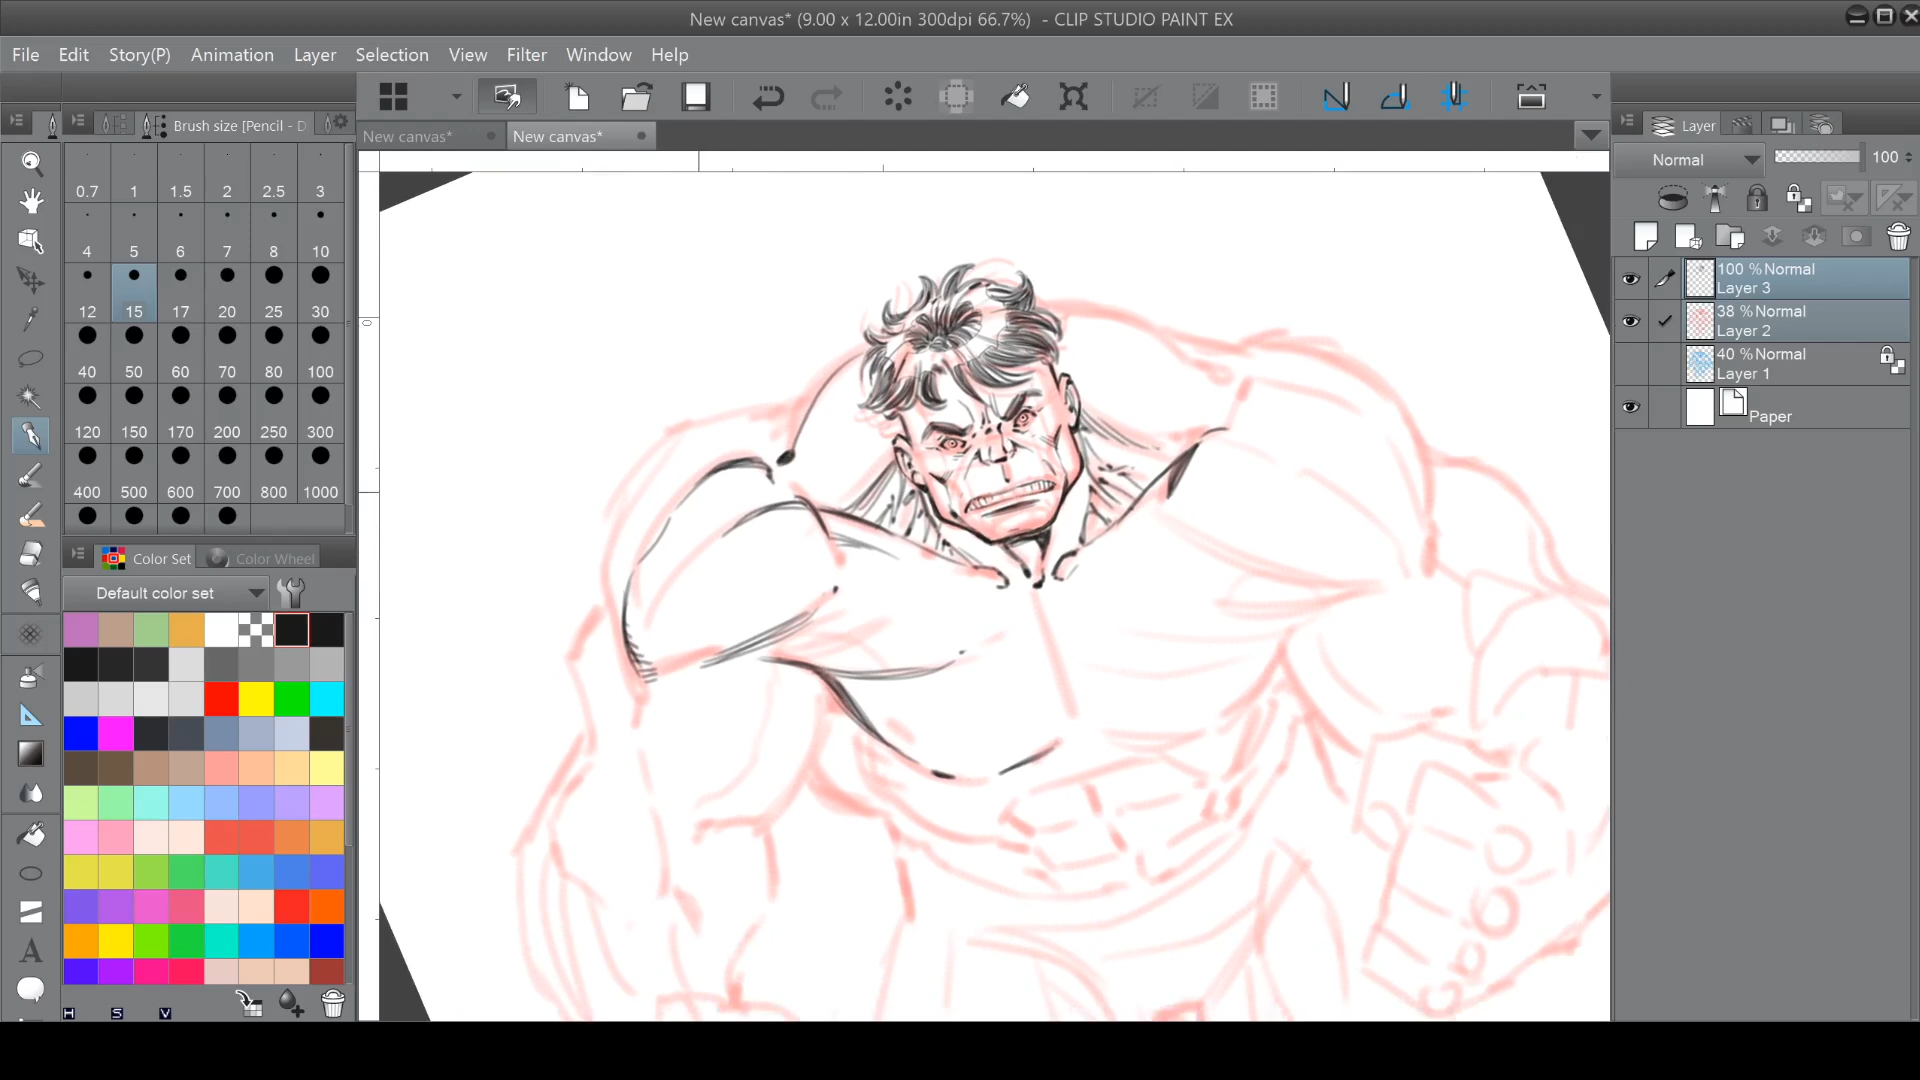 New canvas* (9.00 x 12.00in 300dpi 66.7%) - CLIP STUDIO PAINT EX
File Edit Story(P) Animation Layer Selection View Filter Window Help
Brush size [Pencil - D
New canvas* New canvas*
Layer
Normal 100
0.7 1 1.5 2 2.5 3
4 5 6 7 8 10
12 15 17 20 25 30
40 50 60 70 80 100
120 150 170 200 250 300
400 500 600 700 800 1000
100 %Normal
Layer 3
38 %Normal
Layer 2
40 %Normal
Layer 1
Paper
Color Set Color Wheel
Default color set
H S V